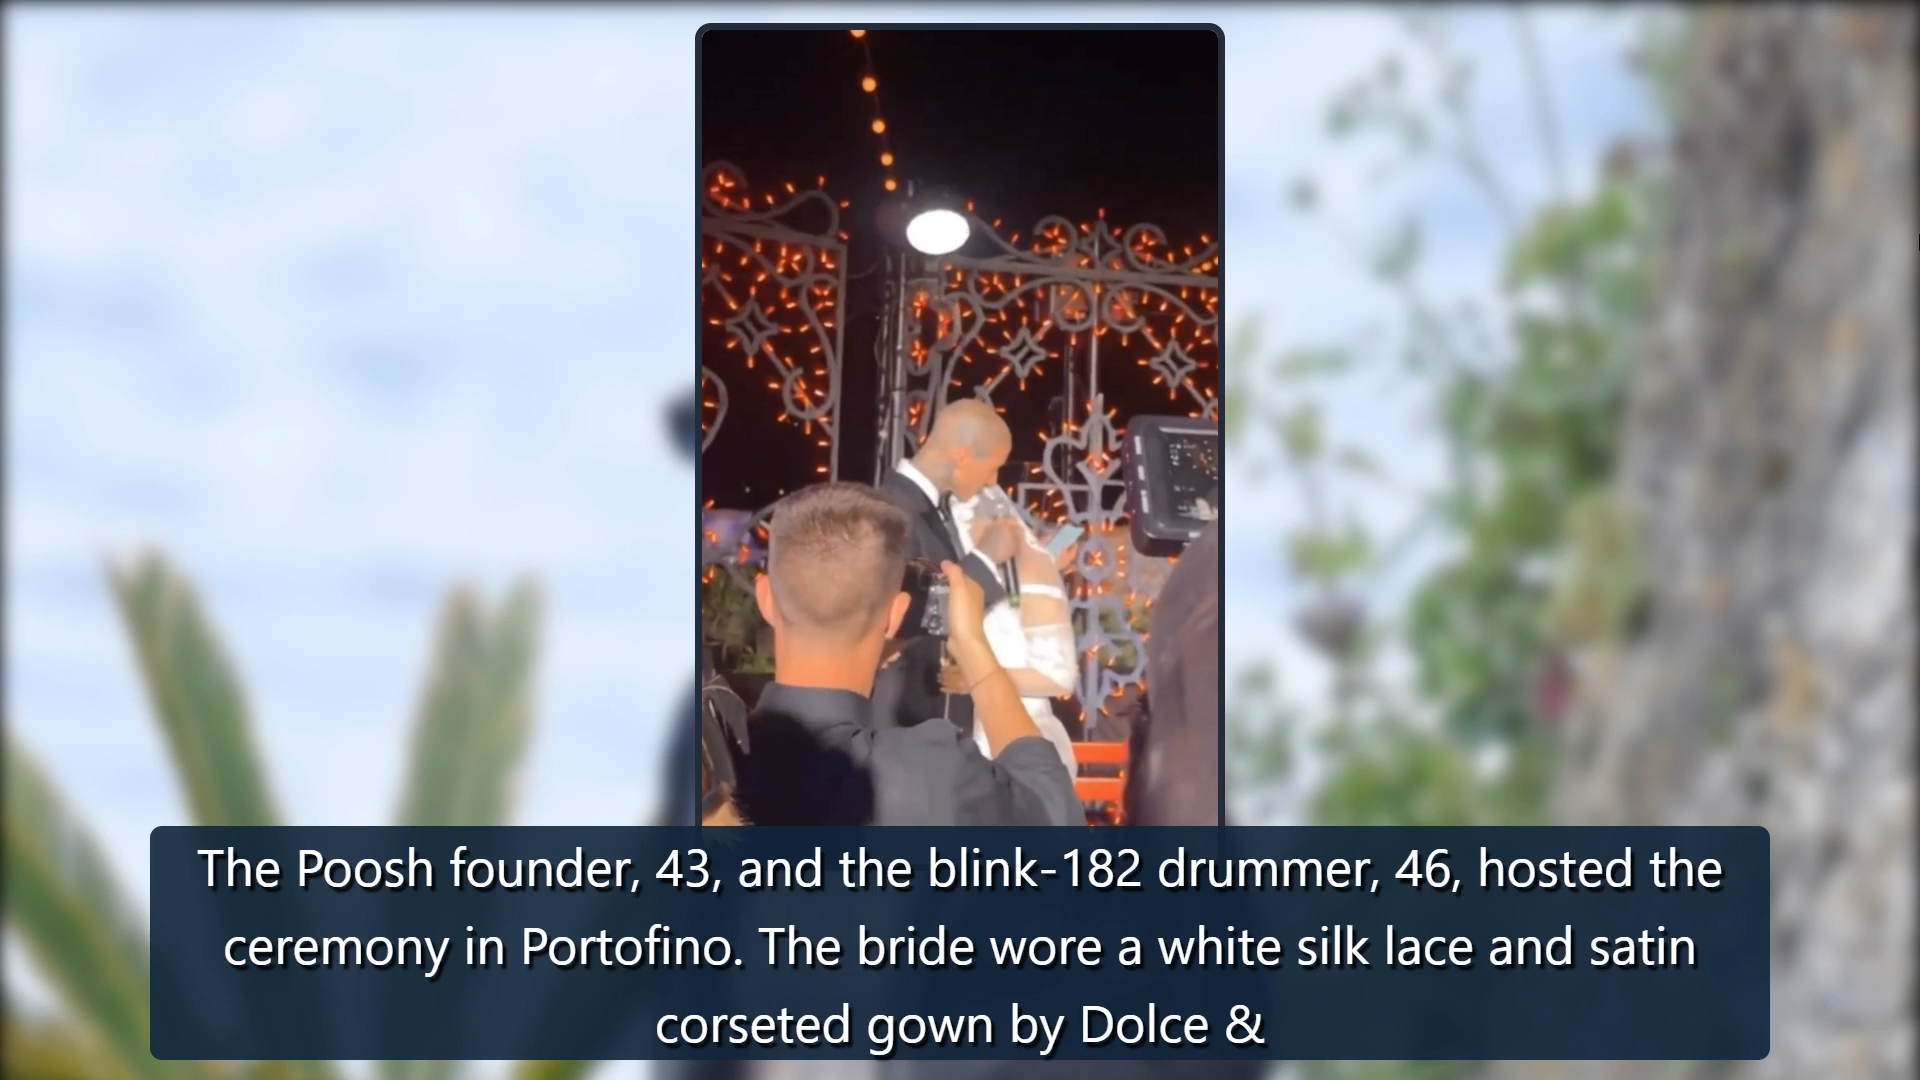 The Poosh founder, 43, and the blink-182 drummer, 46, hosted the
ceremony in Portofino. The bride wore a white silk lace and satin
corseted gown by Dolce &